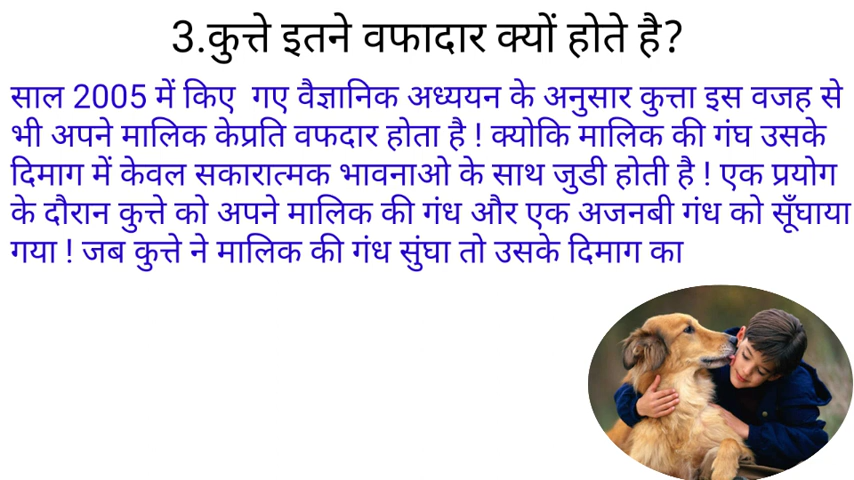 3.कुत्ते इतने वफादार क्यों होते है?
साल 2005 में किए गए वैज्ञानिक अध्ययन के अनुसार कुत्ता इस वजह से
भी अपने मालिक केप्रति वफदार होता है ! क्योकि मालिक की गंघ उसके
दिमाग में केवल सकारात्मक भावनाओ के साथ जुडी होती है ! एक प्रयोग
के दौरान कुत्ते को अपने मालिक की गंध और एक अजनबी गंध को सूँघाया
गया ! जब कुत्ते ने मालिक की गंध सुंघा तो उसके दिमाग का